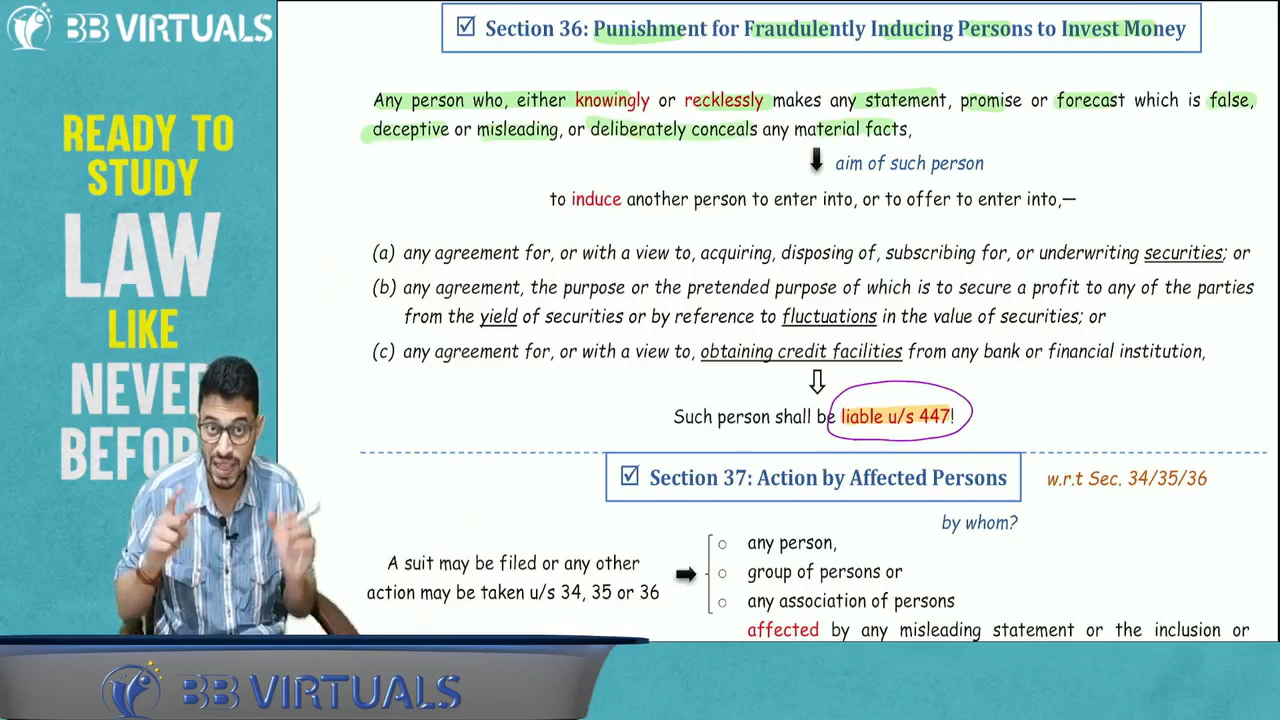 BB VIRTUALS
READY TO
STUDY
LAW
LIKE
NEVER
BEFOR
☑ Section 36: Punishment for Fraudulently Inducing Persons to Invest Money
Any person who, either knowingly or recklessly makes any statement, promise or forecast which is false,
deceptive or misleading, or deliberately conceals any material facts,
aim of such person
to induce another person to enter into, or to offer to enter into,—
(a) any agreement for, or with a view to, acquiring, disposing of, subscribing for, or underwriting securities; or
(b) any agreement, the purpose or the pretended purpose of which is to secure a profit to any of the parties
from the yield of securities or by reference to fluctuations in the value of securities; or
(c) any agreement for, or with a view to, obtaining credit facilities from any bank or financial institution,
Such person shall be liable u/s 447!
☑ Section 37: Action by Affected Persons
w.r.t Sec. 34/35/36
by whom?
A suit may be filed or any other
action may be taken u/s 34, 35 or 36
○ any person,
○ group of persons or
○ any association of persons
affected by any misleading statement or the inclusion or
BB VIRTUALS